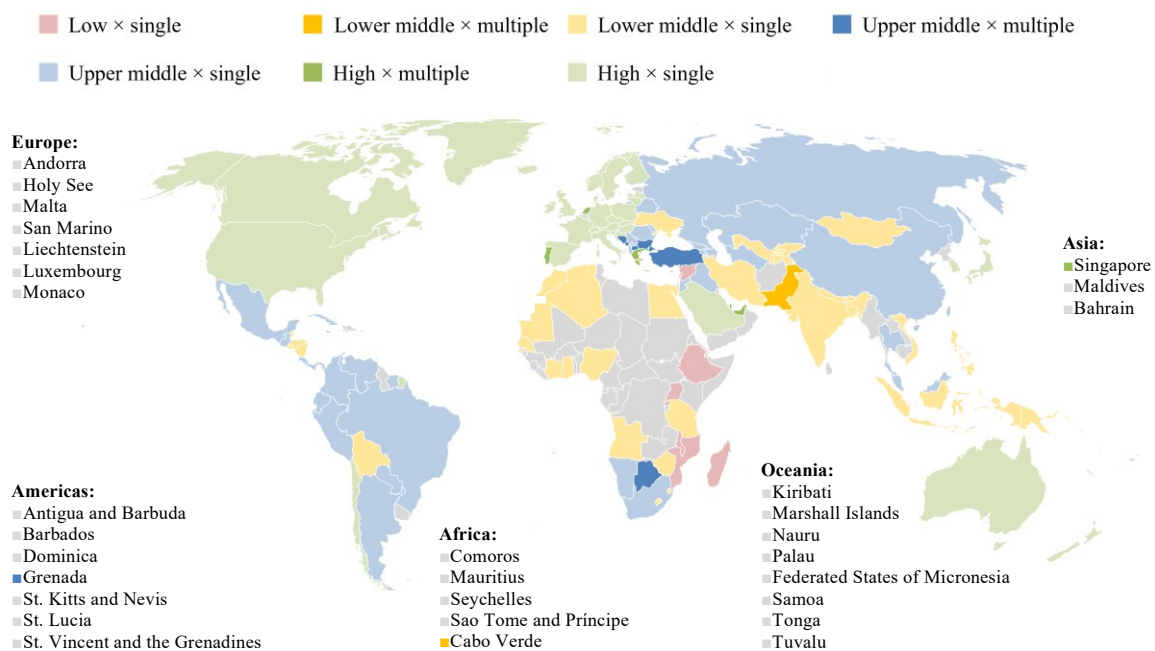 Low × single
Lower middle × multiple
Lower middle × single
Upper middle × multiple
Upper middle × single
High × multiple
High × single
Europe:
Andorra
Holy See
Malta
San Marino
Liechtenstein
Luxembourg
Monaco
Asia:
Singapore
Maldives
Bahrain
Americas:
Antigua and Barbuda
Barbados
Dominica
Grenada
St. Kitts and Nevis
St. Lucia
St. Vincent and the Grenadines
Africa:
Comoros
Mauritius
Seychelles
Sao Tome and Príncipe
Cabo Verde
Oceania:
Kiribati
Marshall Islands
Nauru
Palau
Federated States of Micronesia
Samoa
Tonga
Tuvalu